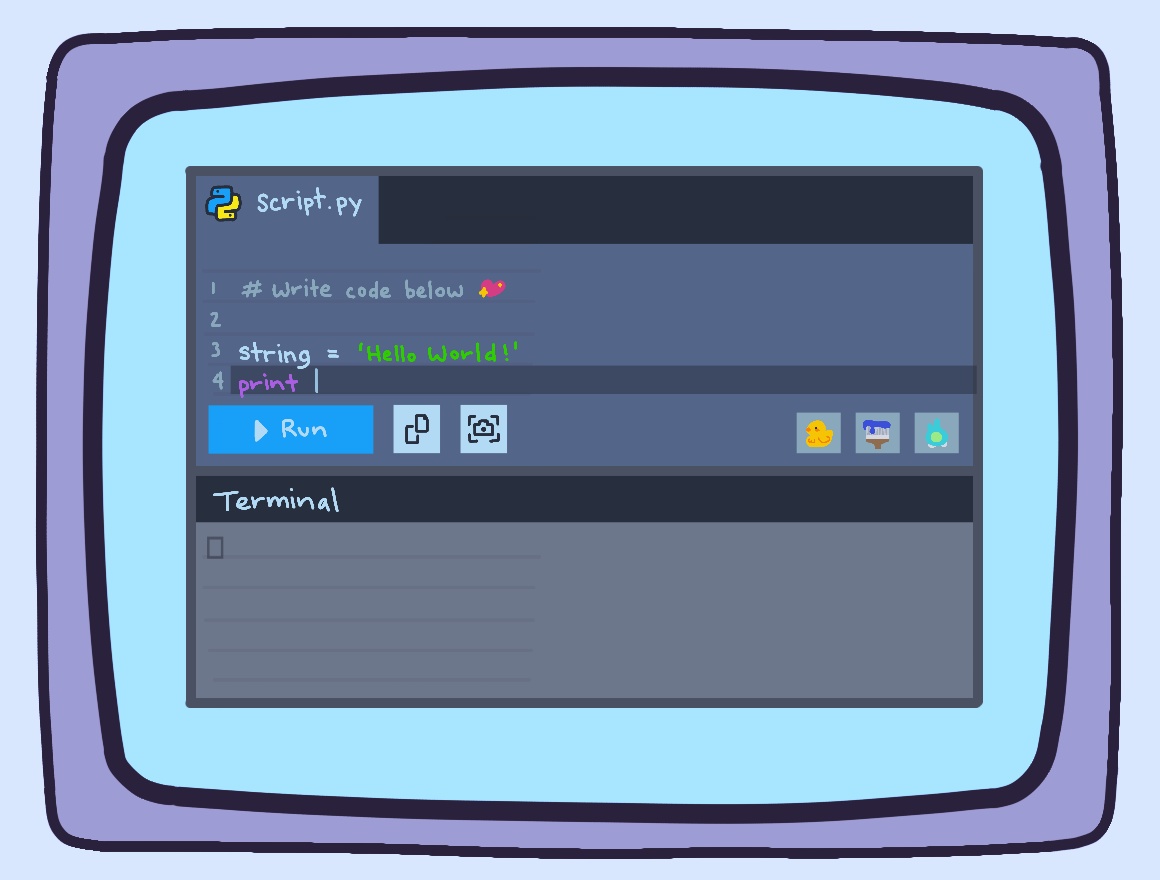 script.py
1 # Write code below 💖
2
3 string = 'Hello World!'
4 print
Run
Terminal